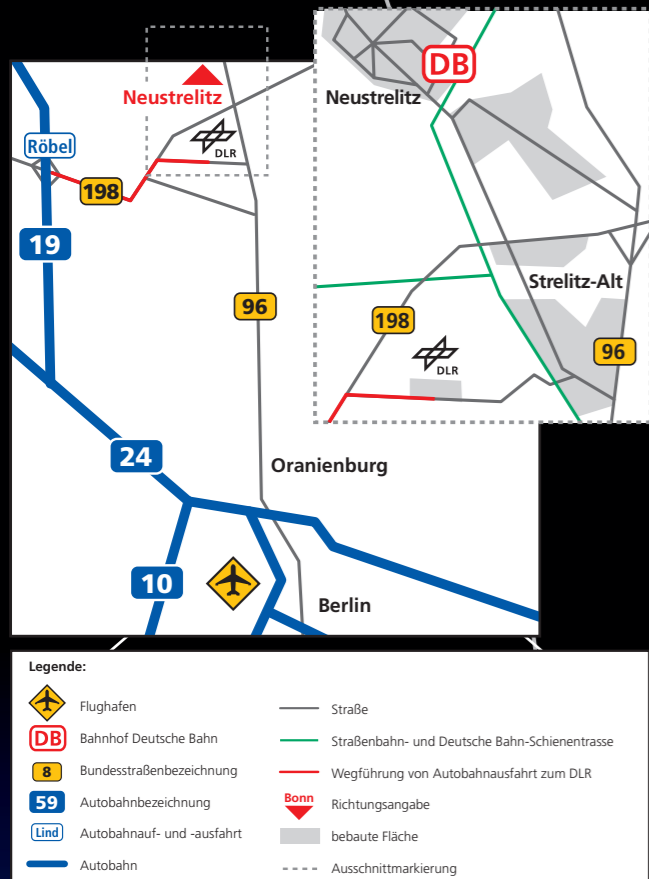 DB
Neustrelitz
Neustrelitz
DLR
Röbel
198
19
Strelitz-Alt
96
198
96
DLR
Oranienburg
24
10
Berlin
Legende:
Flughafen
DB Bahnhof Deutsche Bahn
8 Bundesstraßenbezeichnung
59 Autobahnbezeichnung
Lind Autobahnauf- und -ausfahrt
Autobahn
Straße
Straßenbahn- und Deutsche Bahn-Schienentrasse
Wegführung von Autobahnausfahrt zum DLR
Bonn Richtungsangabe
bebaute Fläche
Ausschnittmarkierung